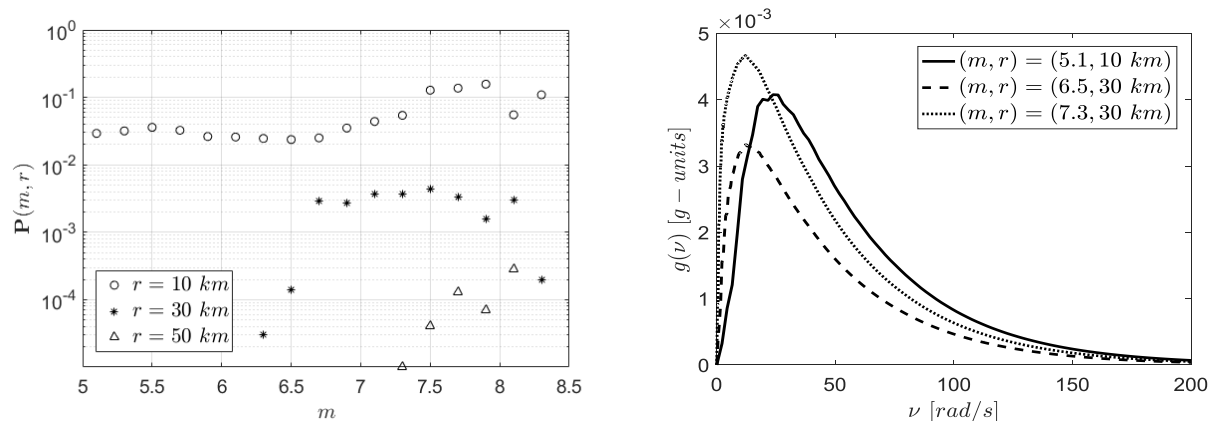 10^0
10^-1
10^-2
10^-3
10^-4
P(m, r)
r = 10 km
r = 30 km
r = 50 km
5 5.5 6 6.5 7 7.5 8 8.5
m
×10^-3
5
4
3
2
1
0
g(ν) [g − units]
(m, r) = (5.1, 10 km)
(m, r) = (6.5, 30 km)
(m, r) = (7.3, 30 km)
0 50 100 150 200
ν [rad/s]